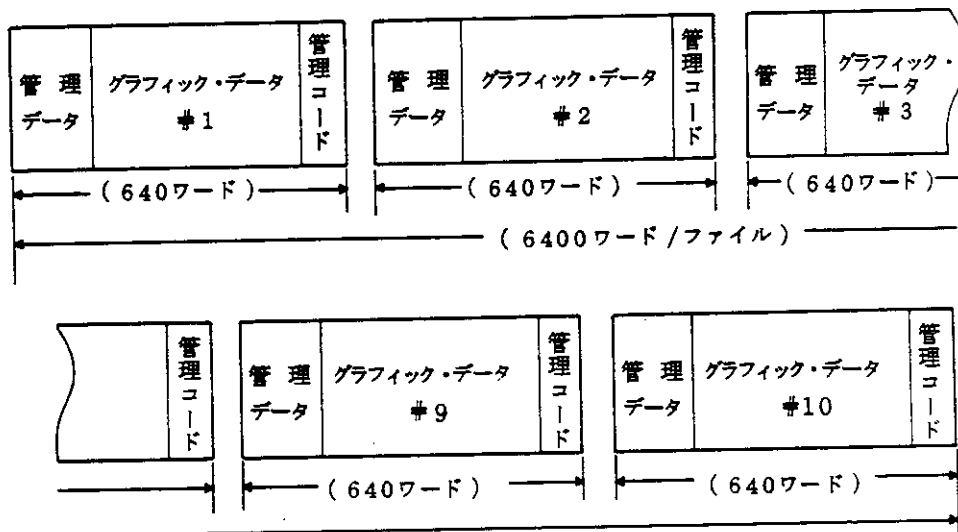 管理
データ
グラフィック・データ
#1
管理コード
管理
データ
グラフィック・データ
#2
管理コード
管理
データ
グラフィック・
データ
#3
(640ワード)
(640ワード)
(640ワード)
(6400ワード/ファイル)
管理コード
管理
データ
グラフィック・データ
#9
管理コード
管理
データ
グラフィック・データ
#10
管理コード
(640ワード)
(640ワード)